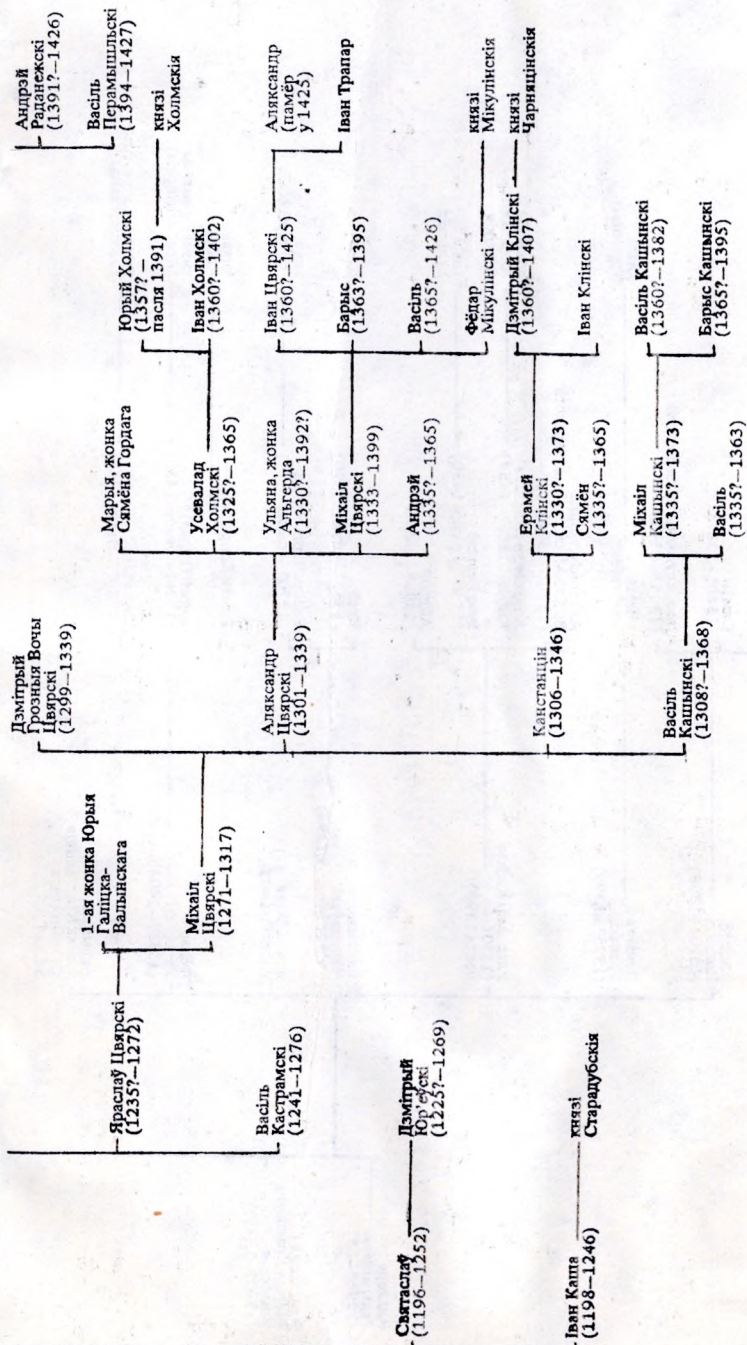 Андрэй
Раданежскі
(1391?—1426)
Васіль
Перамышльскі
(1394—1427)
Юрый Холмскі
(1357? —
пасля 1391)
князі
Холмскія
Іван Холмскі
(1360?—1402)
Іван Цвярскі
(1360?—1425)
Аляксандр
(памёр
у 1425)
Іван Трапар
Барыс
(1363?—1395)
Васіль
(1365?—1426)
Фёдар
Мікулінскі
князі
Мікулінскія
Дзмітрый Клінскі
(1360?—1407)
князі
Чарняцінскія
Іван Клінскі
Васіль Кашынскі
(1360?—1382)
Барыс Кашынскі
(1365?—1395)
Марыя, жонка
Сямёна Гордага
Усевалад
Холмскі
(1325?—1365)
Ульяна, жонка
Альгерда
(1330?—1392?)
Міхаіл
Цвярскі
(1333—1399)
Андрэй
(1335?—1365)
Ерамей
Клінскі
(1330?—1373)
Сямён
(1335?—1365)
Міхаіл
Кашынскі
(1335?—1373)
Васіль
(1335?—1363)
Дзмітрый
Грозныя Вочы
Цвярскі
(1299—1339)
Аляксандр
Цвярскі
(1301—1339)
Канстанцін
(1306—1346)
Васіль
Кашынскі
(1308?—1368)
1-ая жонка Юрыя
Галіцка-
Валынскага
Міхаіл
Цвярскі
(1271—1317)
Яраслаў Цвярскі
(1235?—1272)
Васіль
Кастрамскі
(1241—1276)
Святаслаў
(1196—1252)
Дзмітрый
Юр'еўскі
(1225?—1269)
Іван Каша
(1198—1246)
князі
Старадубскія